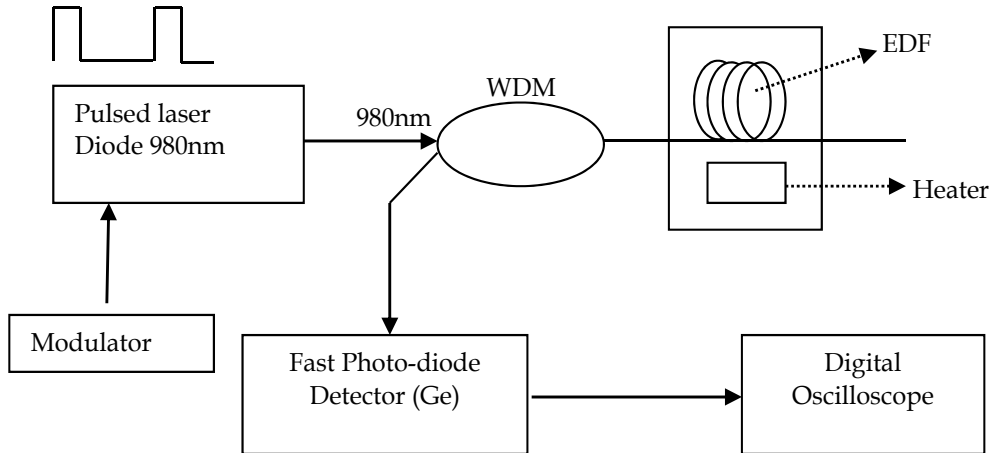 EDF
WDM
Pulsed laser
Diode 980nm
980nm
Heater
Modulator
Fast Photo-diode
Detector (Ge)
Digital
Oscilloscope